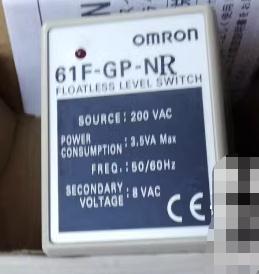 OMRON
61F-GP-NR
FLOATLESS LEVEL SWITCH
SOURCE : 200 VAC
POWER
CONSUMPTION : 3.5VA Max
FREQ. : 50/60Hz
SECONDARY
VOLTAGE : 8 VAC
CE